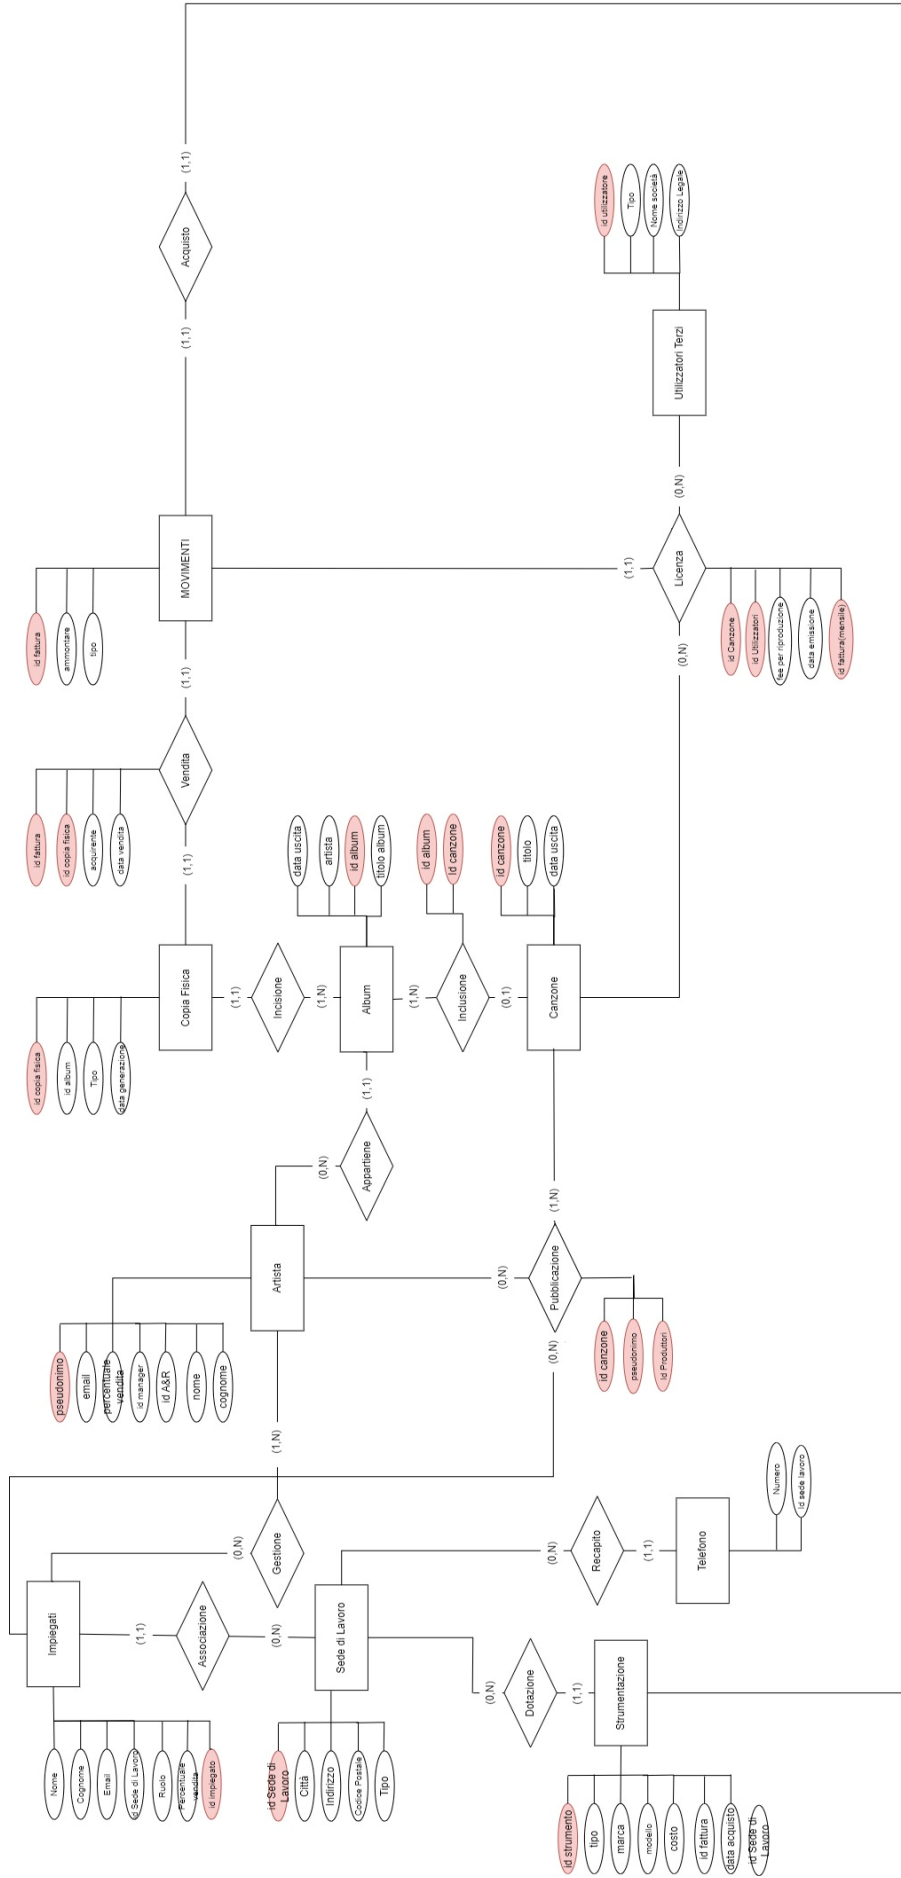 Nome
Cognome
Email
id Sede di Lavoro
Ruolo
Percentuale
vendita
id impiegato
Impiegati
(1,1)
Associazione
(0,N)
(0,N)
Gestione
(1,N)
id Sede di
Lavoro
Città
Indirizzo
Codice Postale
Tipo
Sede di Lavoro
(0,N)
Recapito
(1,1)
Telefono
Numero
Id sede lavoro
(0,N)
Dotazione
(1,1)
Strumentazione
id strumento
tipo
marca
modello
costo
id fattura
data acquisto
id Sede di
Lavoro
pseudonimo
email
percentuale
vendita
id manager
id A&R
nome
cognome
Artista
(0,N)
Appartiene
(1,1)
(0,N)
(0,N)
Pubblicazione
(1,N)
id canzone
pseudonimo
id Produttori
id copia fisica
id album
Tipo
data generazione
Copia Fisica
(1,1)
Incisione
(1,N)
Album
data uscita
artista
id album
titolo album
(1,N)
Inclusione
(0,1)
id album
Id canzone
Canzone
id canzone
titolo
data uscita
(1,1)
Vendita
(1,1)
id fattura
id copia fisica
acquirente
data vendita
MOVIMENTI
id fattura
ammontare
tipo
(1,1)
Acquisto
(1,1)
(1,1)
(0,N)
Licenza
(0,N)
id Canzone
id Utilizzatori
fee per riproduzione
data emissione
id fattura(mensile)
Utilizzatori Terzi
id utilizzatore
Tipo
Nome società
Indirizzo Legale